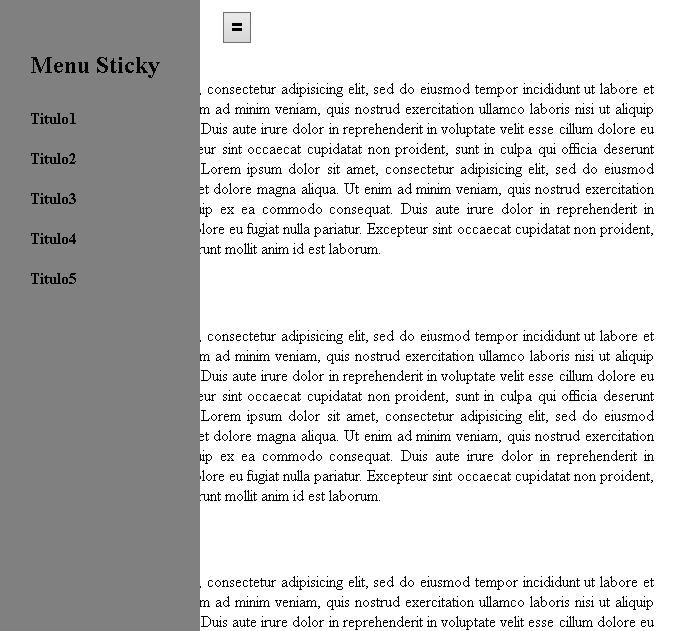 =
Menu Sticky
Titulo1
Titulo2
Titulo3
Titulo4
Titulo5
, consectetur adipisicing elit, sed do eiusmod tempor incididunt ut labore et
m ad minim veniam, quis nostrud exercitation ullamco laboris nisi ut aliquip
Duis aute irure dolor in reprehenderit in voluptate velit esse cillum dolore eu
eur sint occaecat cupidatat non proident, sunt in culpa qui officia deserunt
Lorem ipsum dolor sit amet, consectetur adipisicing elit, sed do eiusmod
et dolore magna aliqua. Ut enim ad minim veniam, quis nostrud exercitation
uip ex ea commodo consequat. Duis aute irure dolor in reprehenderit in
olore eu fugiat nulla pariatur. Excepteur sint occaecat cupidatat non proident,
runt mollit anim id est laborum.
, consectetur adipisicing elit, sed do eiusmod tempor incididunt ut labore et
m ad minim veniam, quis nostrud exercitation ullamco laboris nisi ut aliquip
Duis aute irure dolor in reprehenderit in voluptate velit esse cillum dolore eu
eur sint occaecat cupidatat non proident, sunt in culpa qui officia deserunt
Lorem ipsum dolor sit amet, consectetur adipisicing elit, sed do eiusmod
et dolore magna aliqua. Ut enim ad minim veniam, quis nostrud exercitation
uip ex ea commodo consequat. Duis aute irure dolor in reprehenderit in
olore eu fugiat nulla pariatur. Excepteur sint occaecat cupidatat non proident,
runt mollit anim id est laborum.
, consectetur adipisicing elit, sed do eiusmod tempor incididunt ut labore et
m ad minim veniam, quis nostrud exercitation ullamco laboris nisi ut aliquip
Duis aute irure dolor in reprehenderit in voluptate velit esse cillum dolore eu